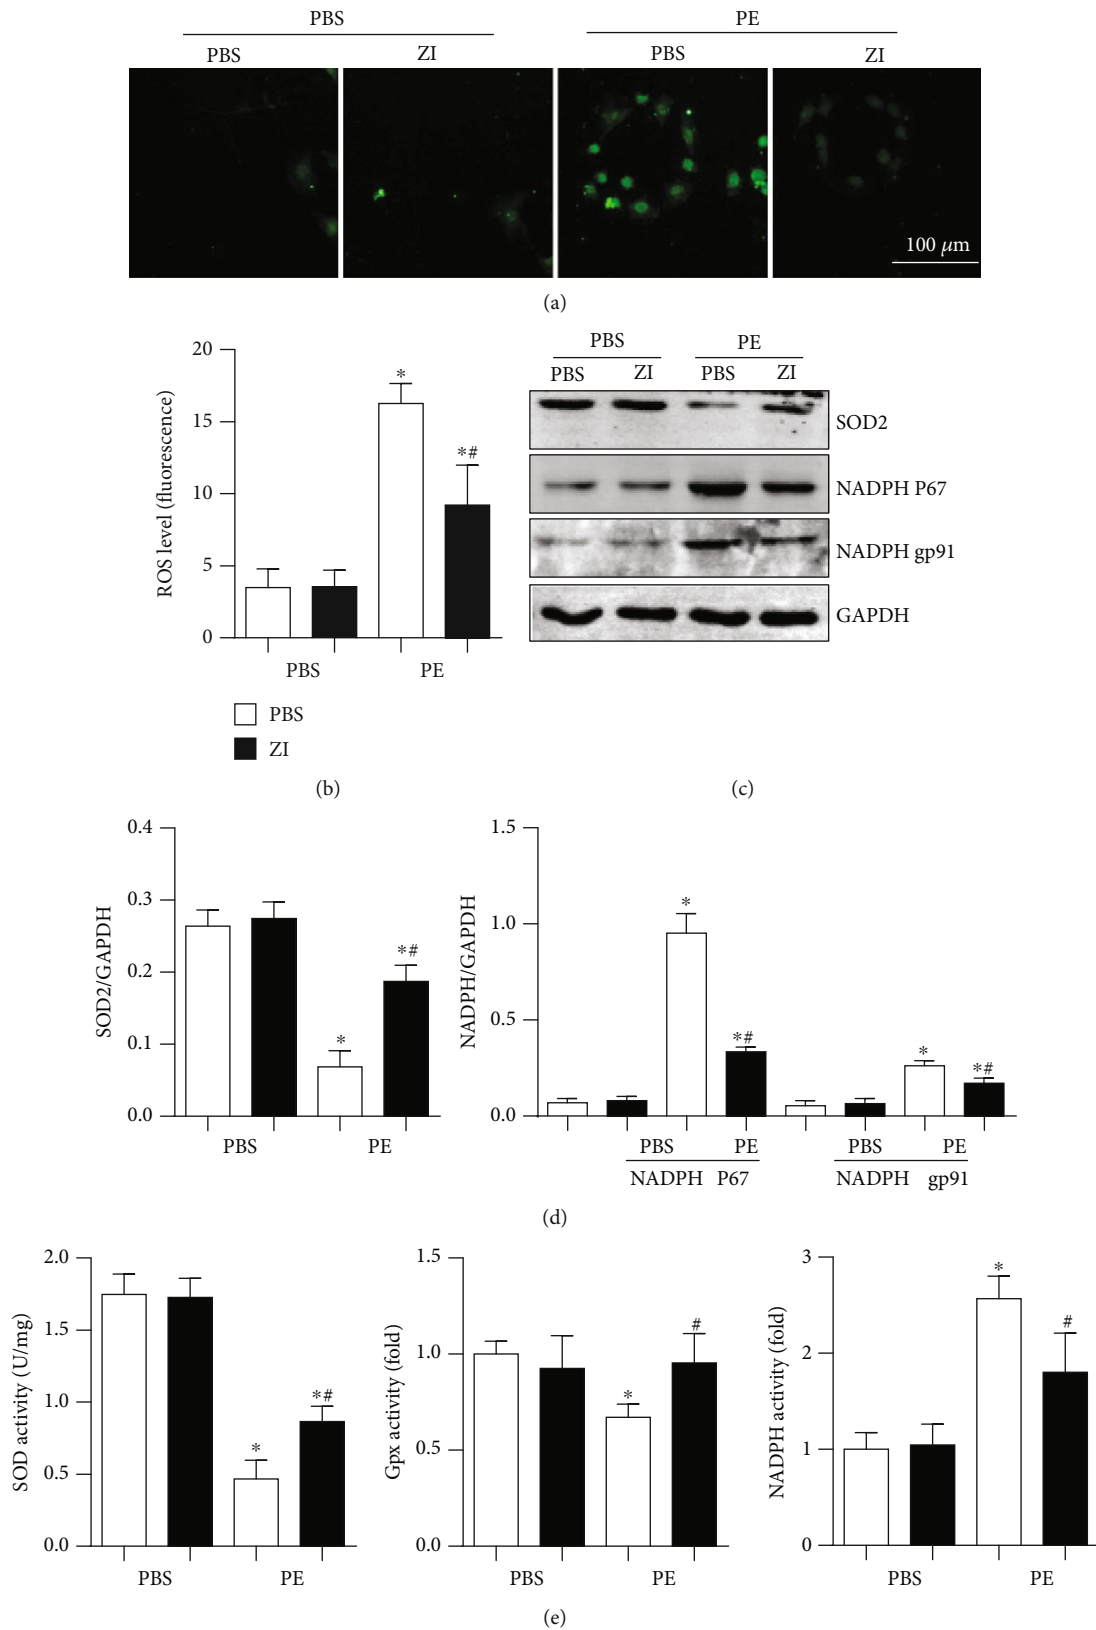 PBS PE
PBS ZI PBS ZI
100 μm
(a)
20
15
10
5
0
ROS level (fluorescence)
*
*#
PBS PE
PBS
ZI
(b)
PBS PE
PBS ZI PBS ZI
SOD2
NADPH P67
NADPH gp91
GAPDH
(c)
0.4
0.3
0.2
0.1
0.0
SOD2/GAPDH
*
*#
PBS PE
1.5
1.0
0.5
0.0
NADPH/GAPDH
*
*#
*
*#
PBS PE PBS PE
NADPH P67 NADPH gp91
(d)
2.0
1.5
1.0
0.5
0.0
SOD activity (U/mg)
*
*#
PBS PE
1.5
1.0
0.5
0.0
Gpx activity (fold)
*
#
PBS PE
3
2
1
0
NADPH activity (fold)
*
#
PBS PE
(e)